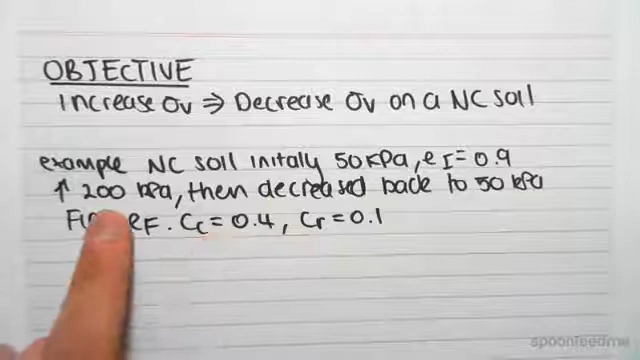 OBJECTIVE
Increase σv ⇒ Decrease σv on a NC soil
example NC soil initally 50 kPa, eI = 0.9
↑ 200 kPa, then decreased back to 50 kPa
eF. Cc = 0.4, Cr = 0.1
spoonfeedme